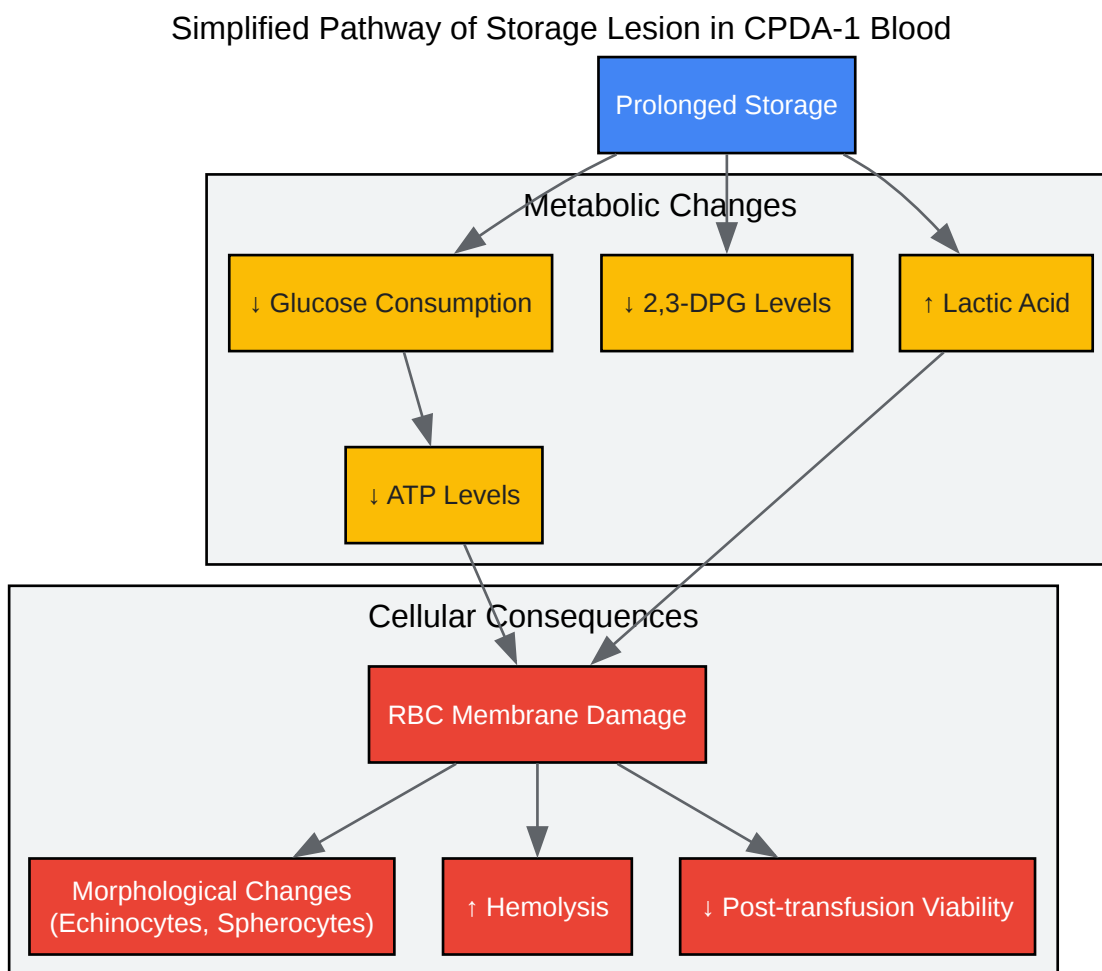 Simplified Pathway of Storage Lesion in CPDA-1 Blood
Prolonged Storage
Metabolic Changes
↓ Glucose Consumption
↓ 2,3-DPG Levels
↑ Lactic Acid
↓ ATP Levels
Cellular Consequences
RBC Membrane Damage
Morphological Changes
(Echinocytes, Spherocytes)
↑ Hemolysis
↓ Post-transfusion Viability